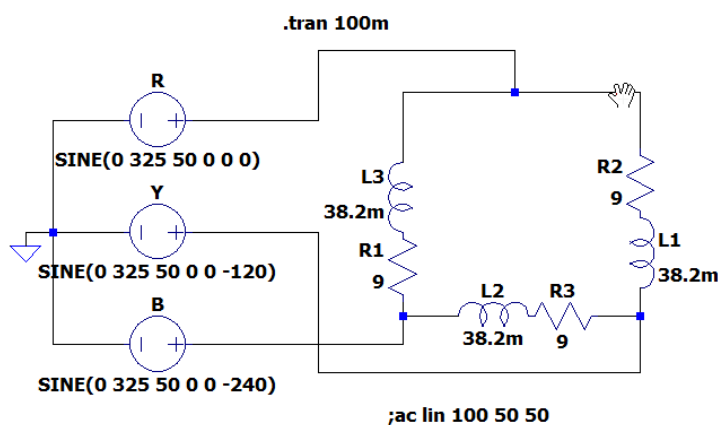 .tran 100m
R
SINE(0 325 50 0 0 0)
Y
SINE(0 325 50 0 0 -120)
B
SINE(0 325 50 0 0 -240)
L3
38.2m
R1
9
R2
9
L1
38.2m
L2
38.2m
R3
9
;ac lin 100 50 50